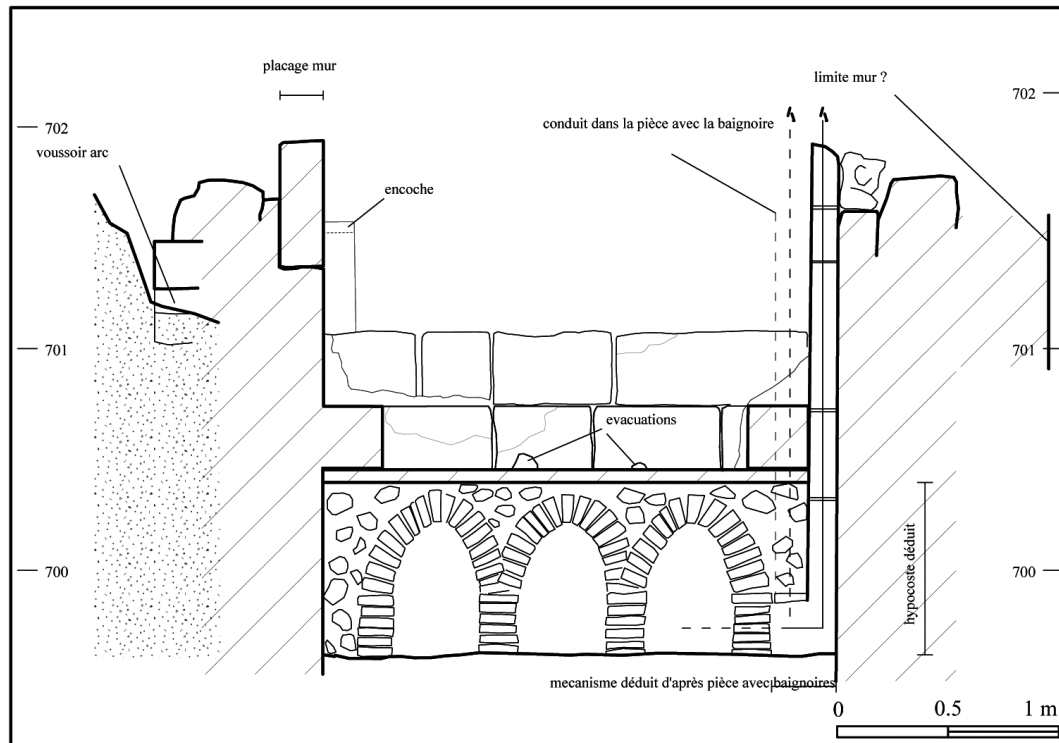 placage mur
limite mur ?
702
702
conduit dans la pièce avec la baignoire
voussoir arc
encoche
701
701
evacuations
700
700
hypocoste déduit
mecanisme déduit d'après pièce avec baignoires
0 0.5 1 m